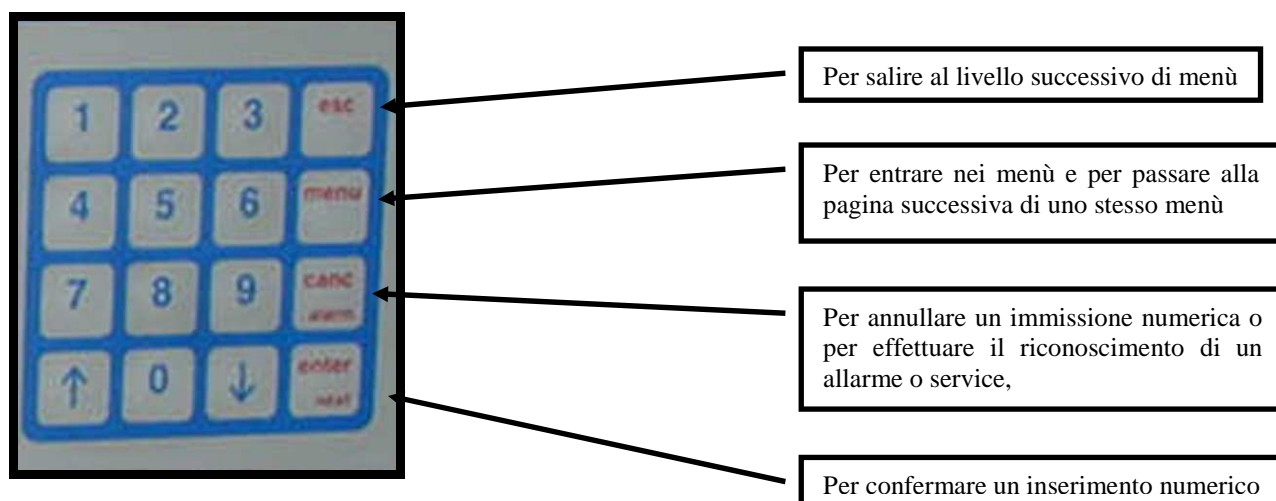 1 2 3 esc
4 5 6 menu
7 8 9 canc
alarm
↑ 0 ↓ enter
next
Per salire al livello successivo di menù
Per entrare nei menù e per passare alla
pagina successiva di uno stesso menù
Per annullare un immissione numerica o
per effettuare il riconoscimento di un
allarme o service,
Per confermare un inserimento numerico